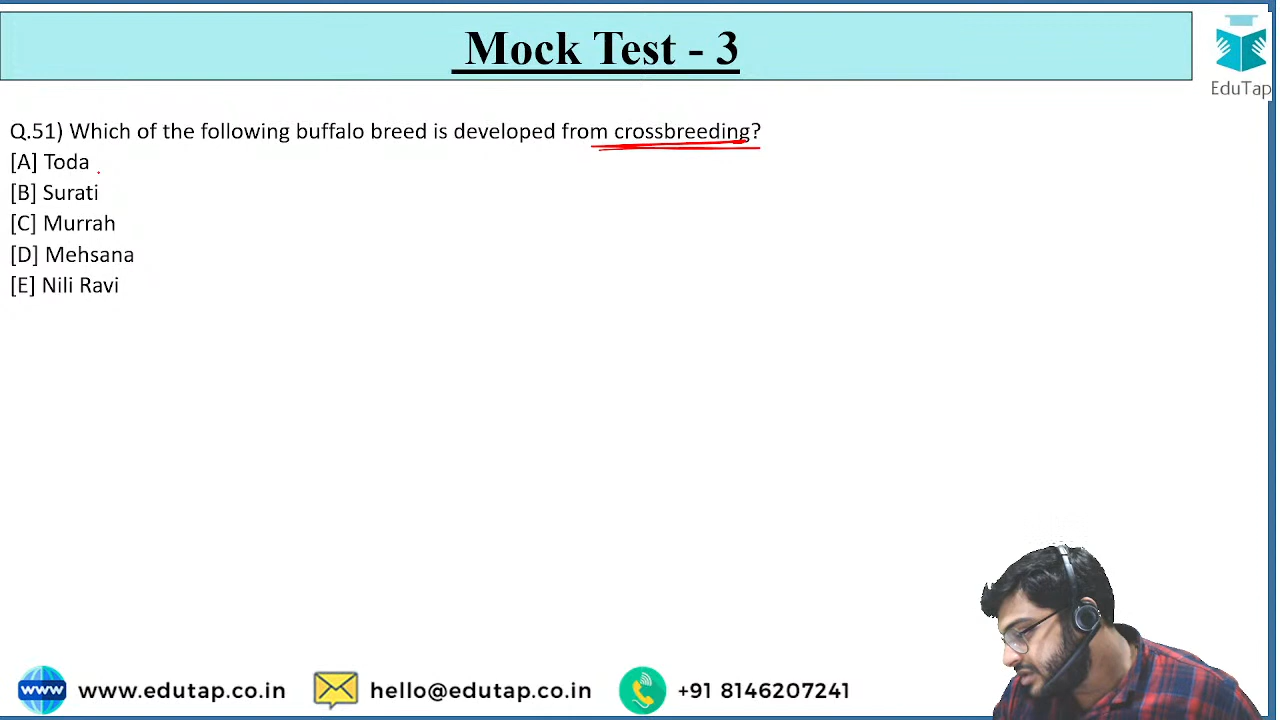 Mock Test - 3
EduTap
Q.51) Which of the following buffalo breed is developed from crossbreeding?
[A] Toda
[B] Surati
[C] Murrah
[D] Mehsana
[E] Nili Ravi
www www.edutap.co.in hello@edutap.co.in +91 8146207241